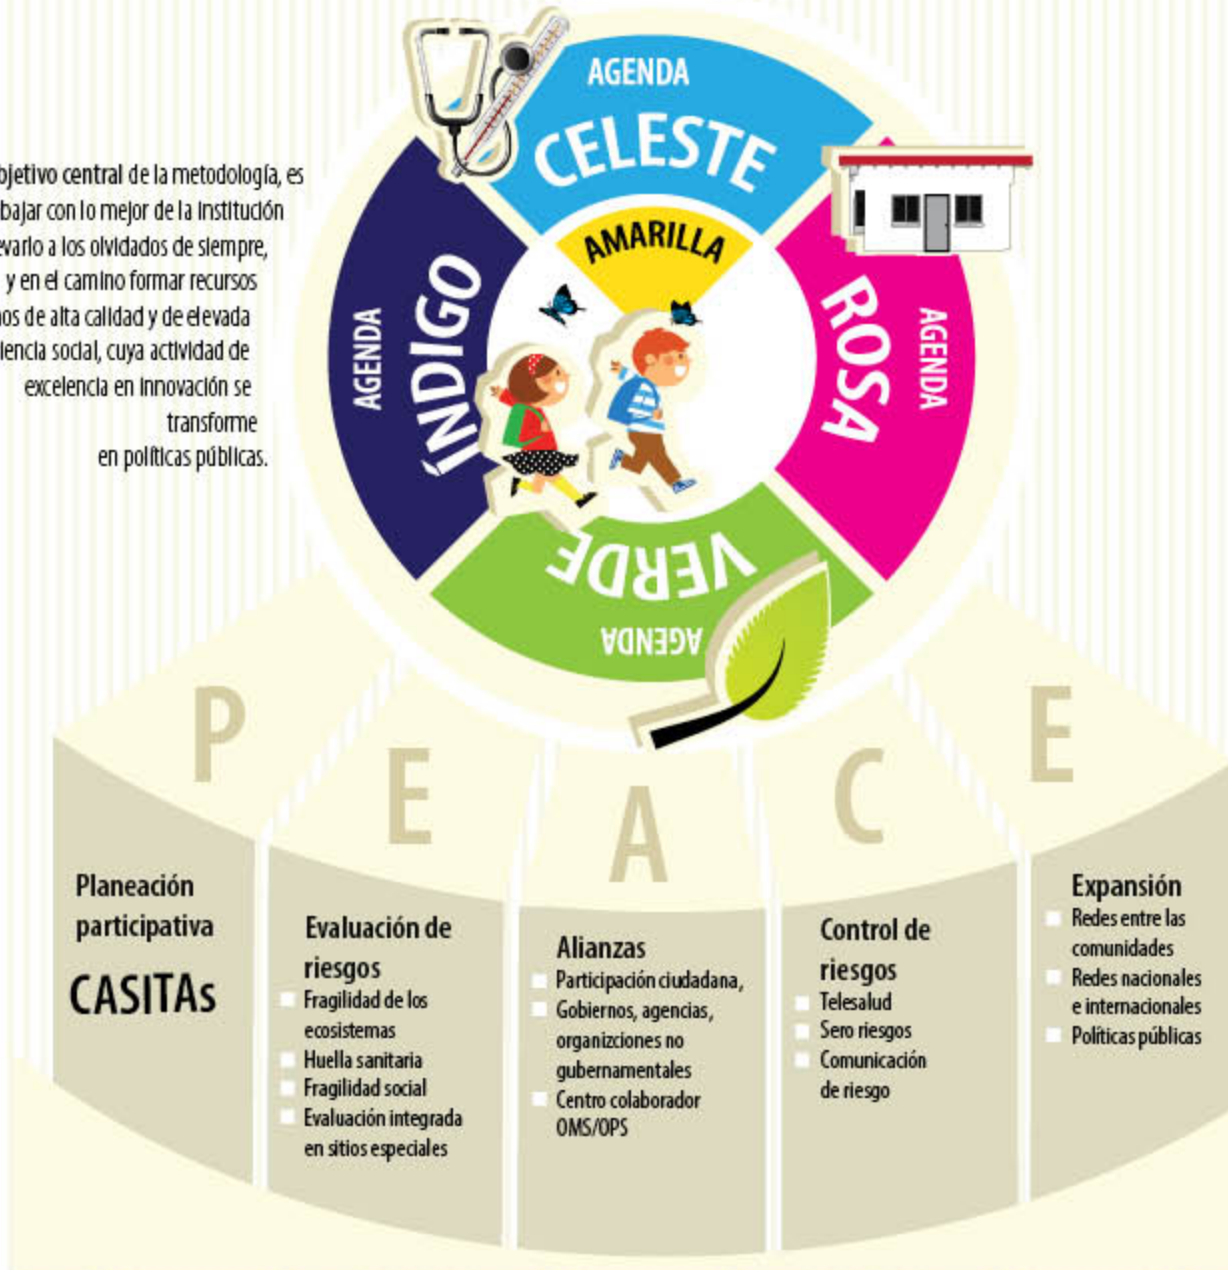 objetivo central de la metodología, es
bajar con lo mejor de la institución
evarlo a los olvidados de siempre,
y en el camino formar recursos
nos de alta calidad y de elevada
iencia social, cuya actividad de
excelencia en innovación se
transforme
en políticas públicas.
AGENDA
CELESTE
AMARILLA
AGENDA
ÍNDIGO
ROSA
AGENDA
VERDE
AGENDA
P
E
A
C
E
Planeación
participativa
CASITAs
Evaluación de
riesgos
Fragilidad de los
ecosistemas
Huella sanitaria
Fragilidad social
Evaluación integrada
en sitios especiales
Alianzas
Participación ciudadana,
Gobiernos, agencias,
organizciones no
gubernamentales
Centro colaborador
OMS/OPS
Control de
riesgos
Telesalud
Sero riesgos
Comunicación
de riesgo
Expansión
Redes entre las
comunidades
Redes nacionales
e internacionales
Políticas públicas